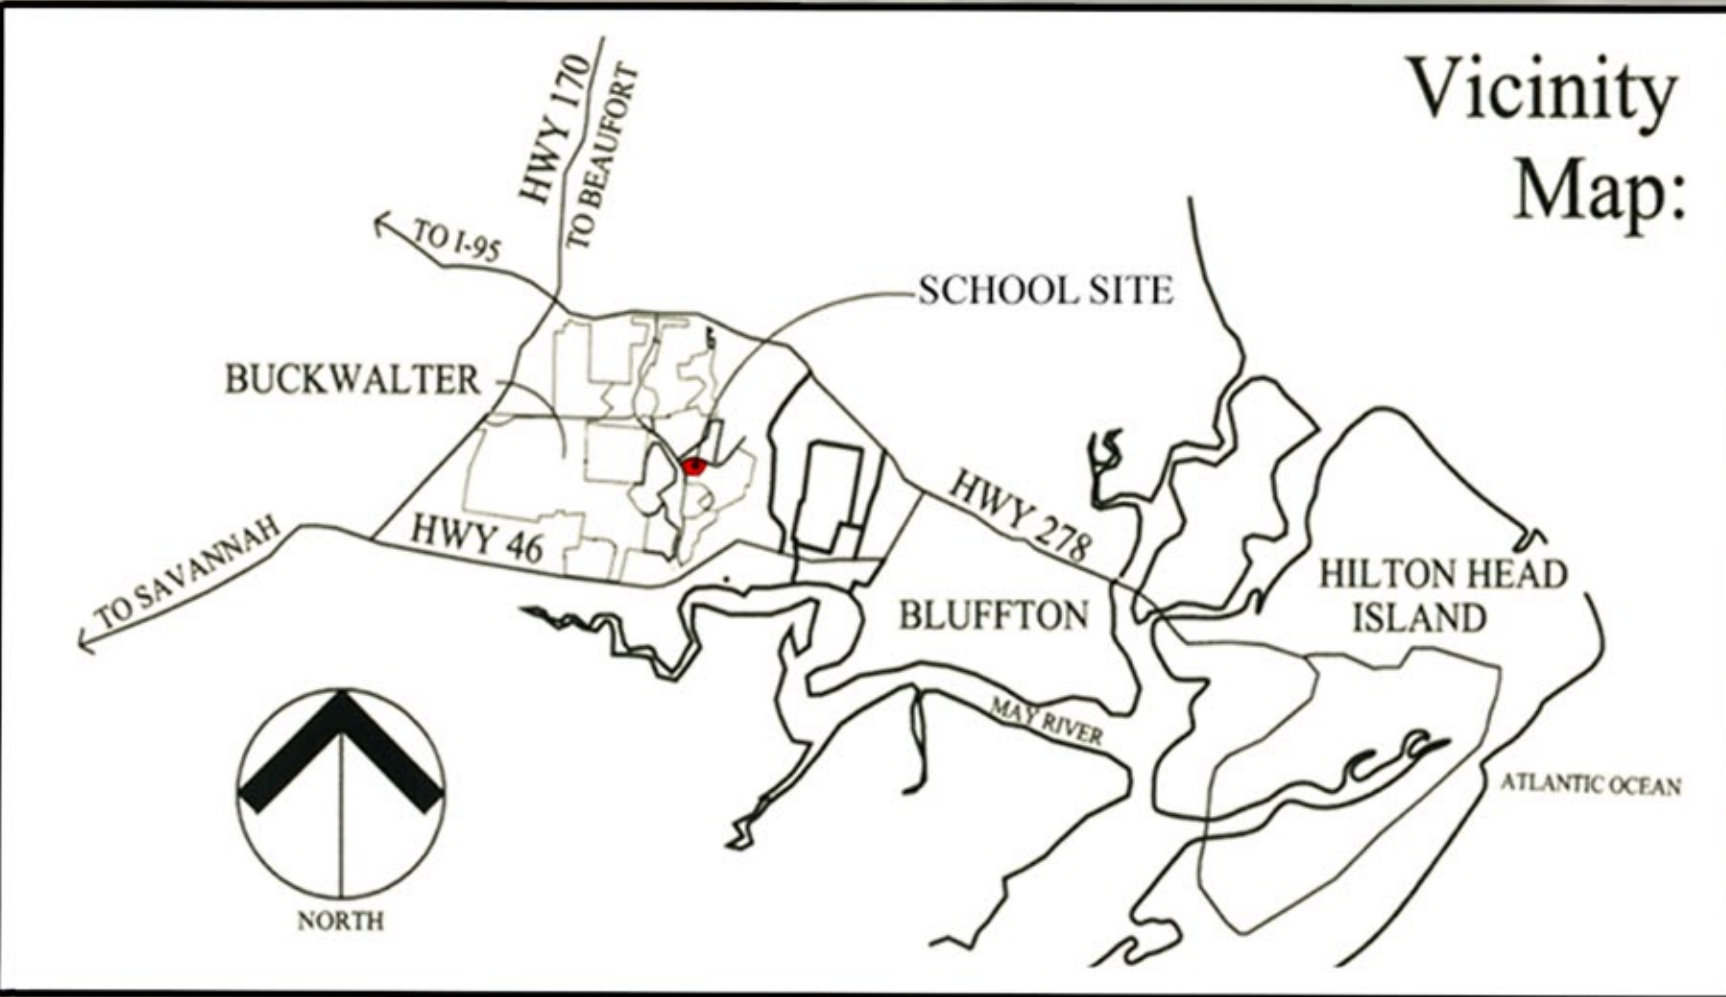 Vicinity
Map:
HWY 170
TO BEAUFORT
TO I-95
SCHOOL SITE
BUCKWALTER
HWY 46
HWY 278
TO SAVANNAH
HILTON HEAD
ISLAND
BLUFFTON
MAY RIVER
ATLANTIC OCEAN
NORTH